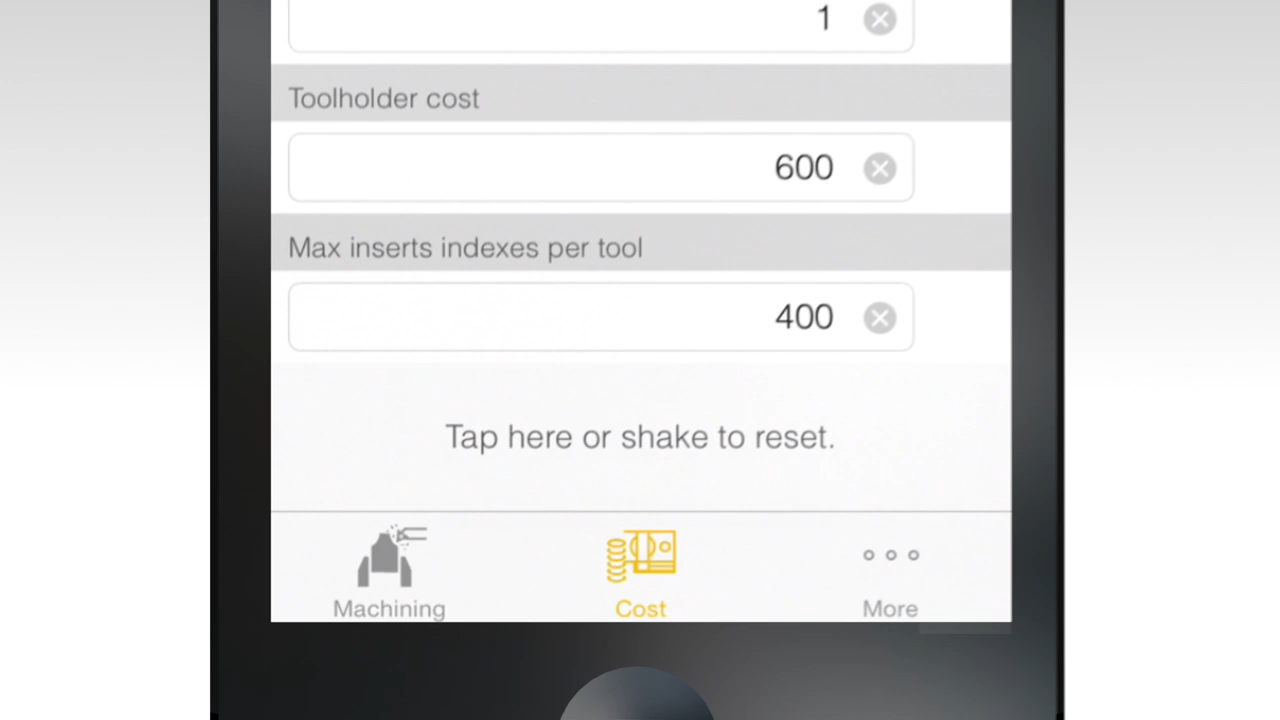 1
Toolholder cost
600
Max inserts indexes per tool
400
Tap here or shake to reset.
Machining
Cost
More